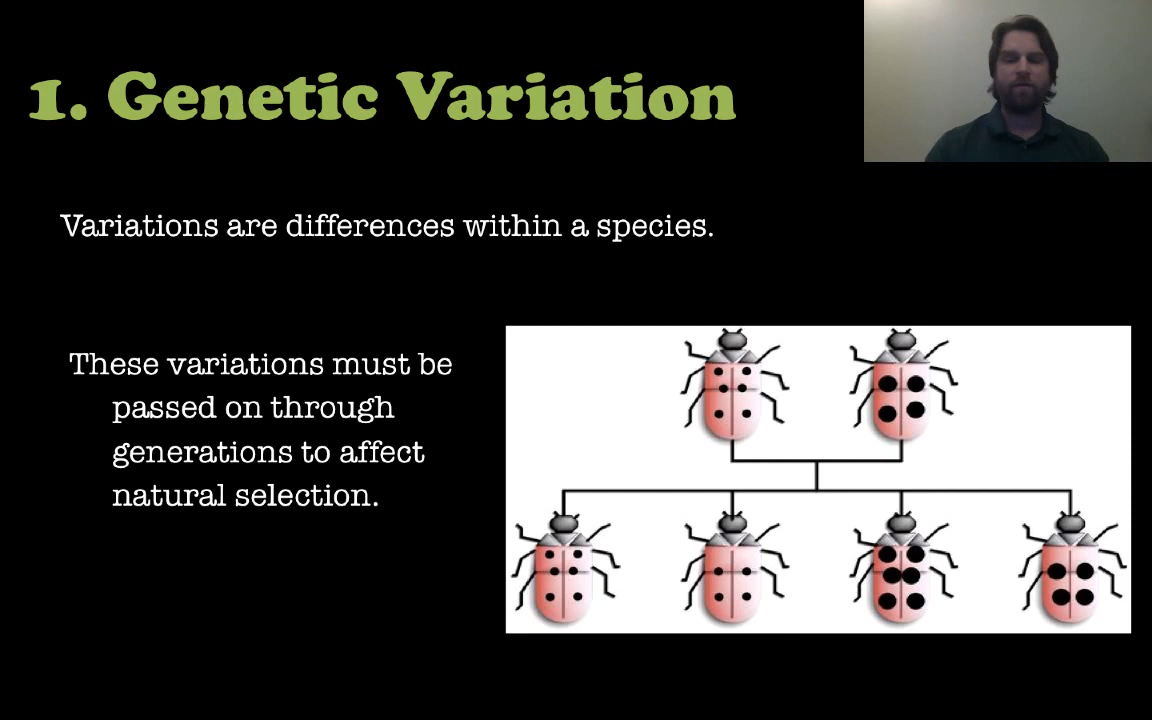 1. Genetic Variation
Variations are differences within a species.
These variations must be
passed on through
generations to affect
natural selection.